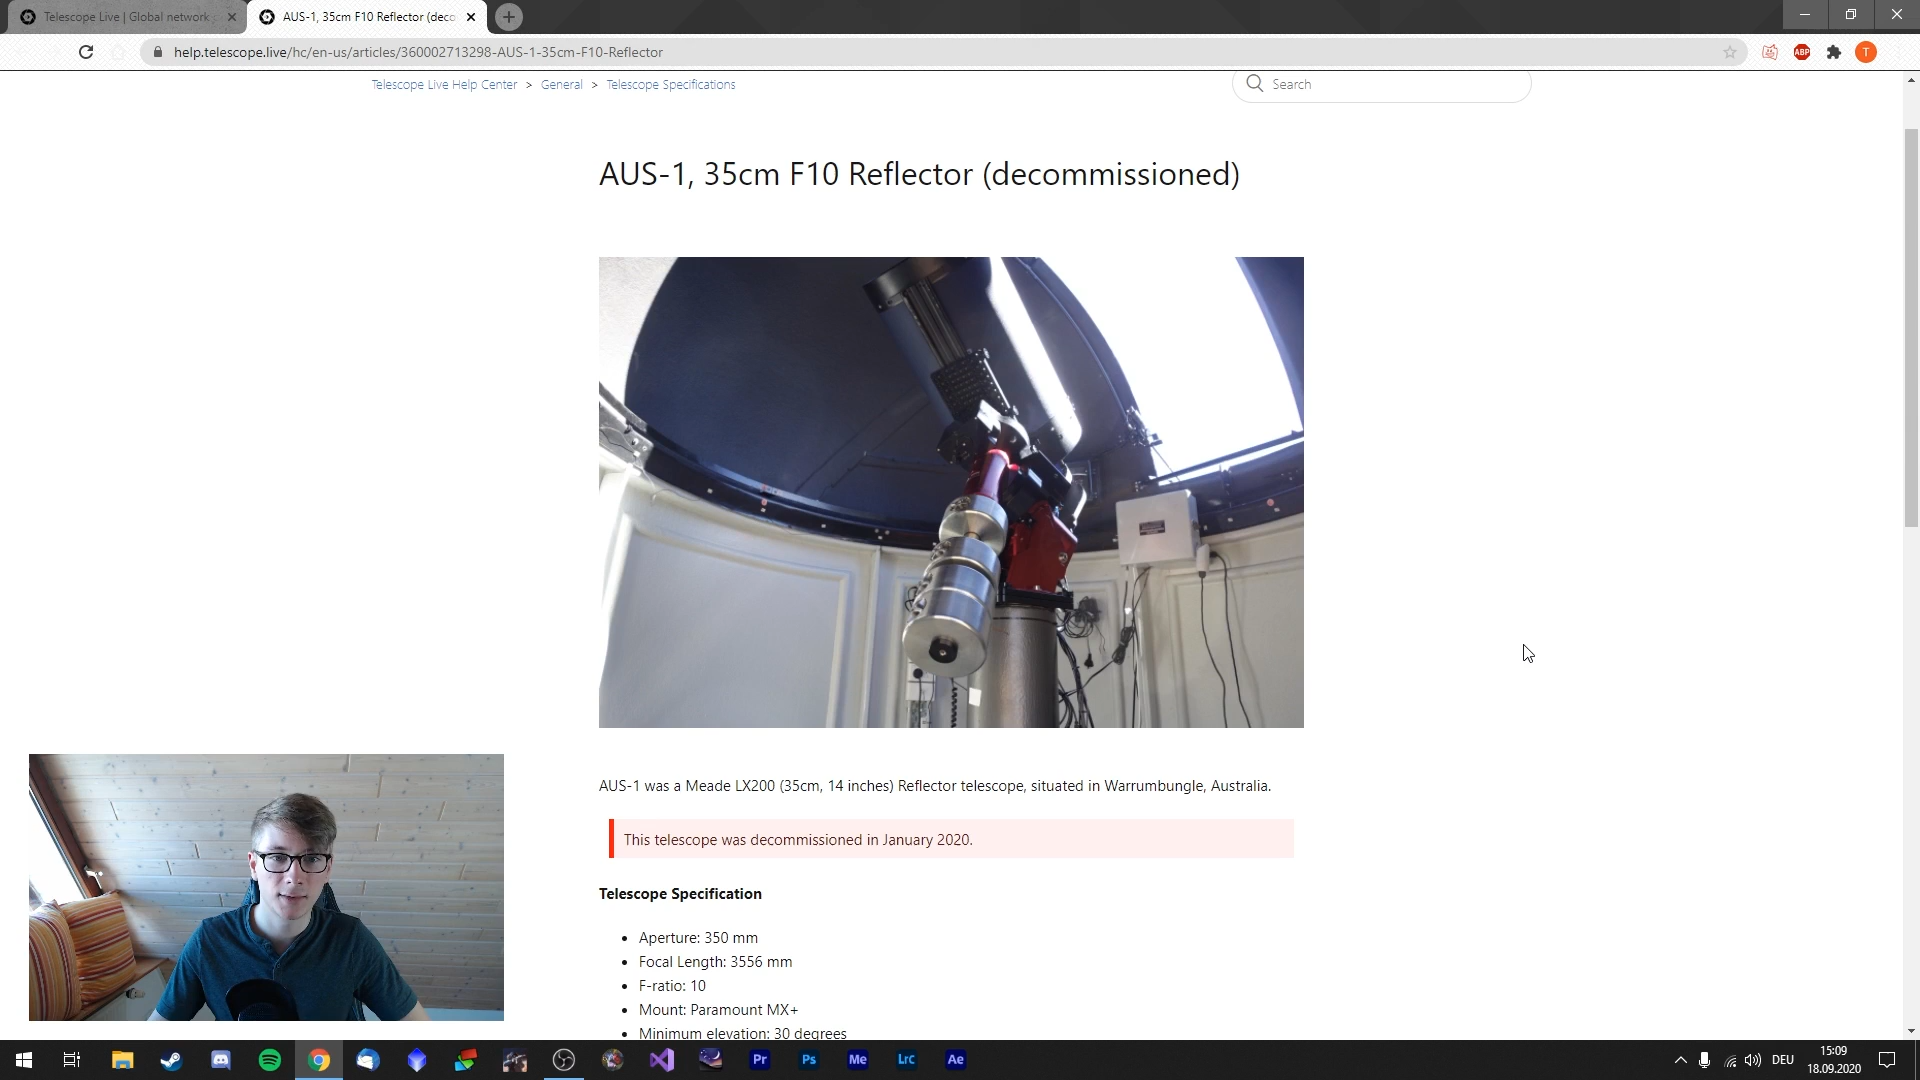 Telescope Live | Global network
AUS-1, 35cm F10 Reflector (deco
help.telescope.live/hc/en-us/articles/360002713298-AUS-1-35cm-F10-Reflector
ABP
T
Telescope Live Help Center > General > Telescope Specifications
Search
AUS-1, 35cm F10 Reflector (decommissioned)
AUS-1 was a Meade LX200 (35cm, 14 inches) Reflector telescope, situated in Warrumbungle, Australia.
This telescope was decommissioned in January 2020.
Telescope Specification
• Aperture: 350 mm
• Focal Length: 3556 mm
• F-ratio: 10
• Mount: Paramount MX+
• Minimum elevation: 30 degrees
Pr Ps Me Lrc Ae
DEU
15:09
18.09.2020